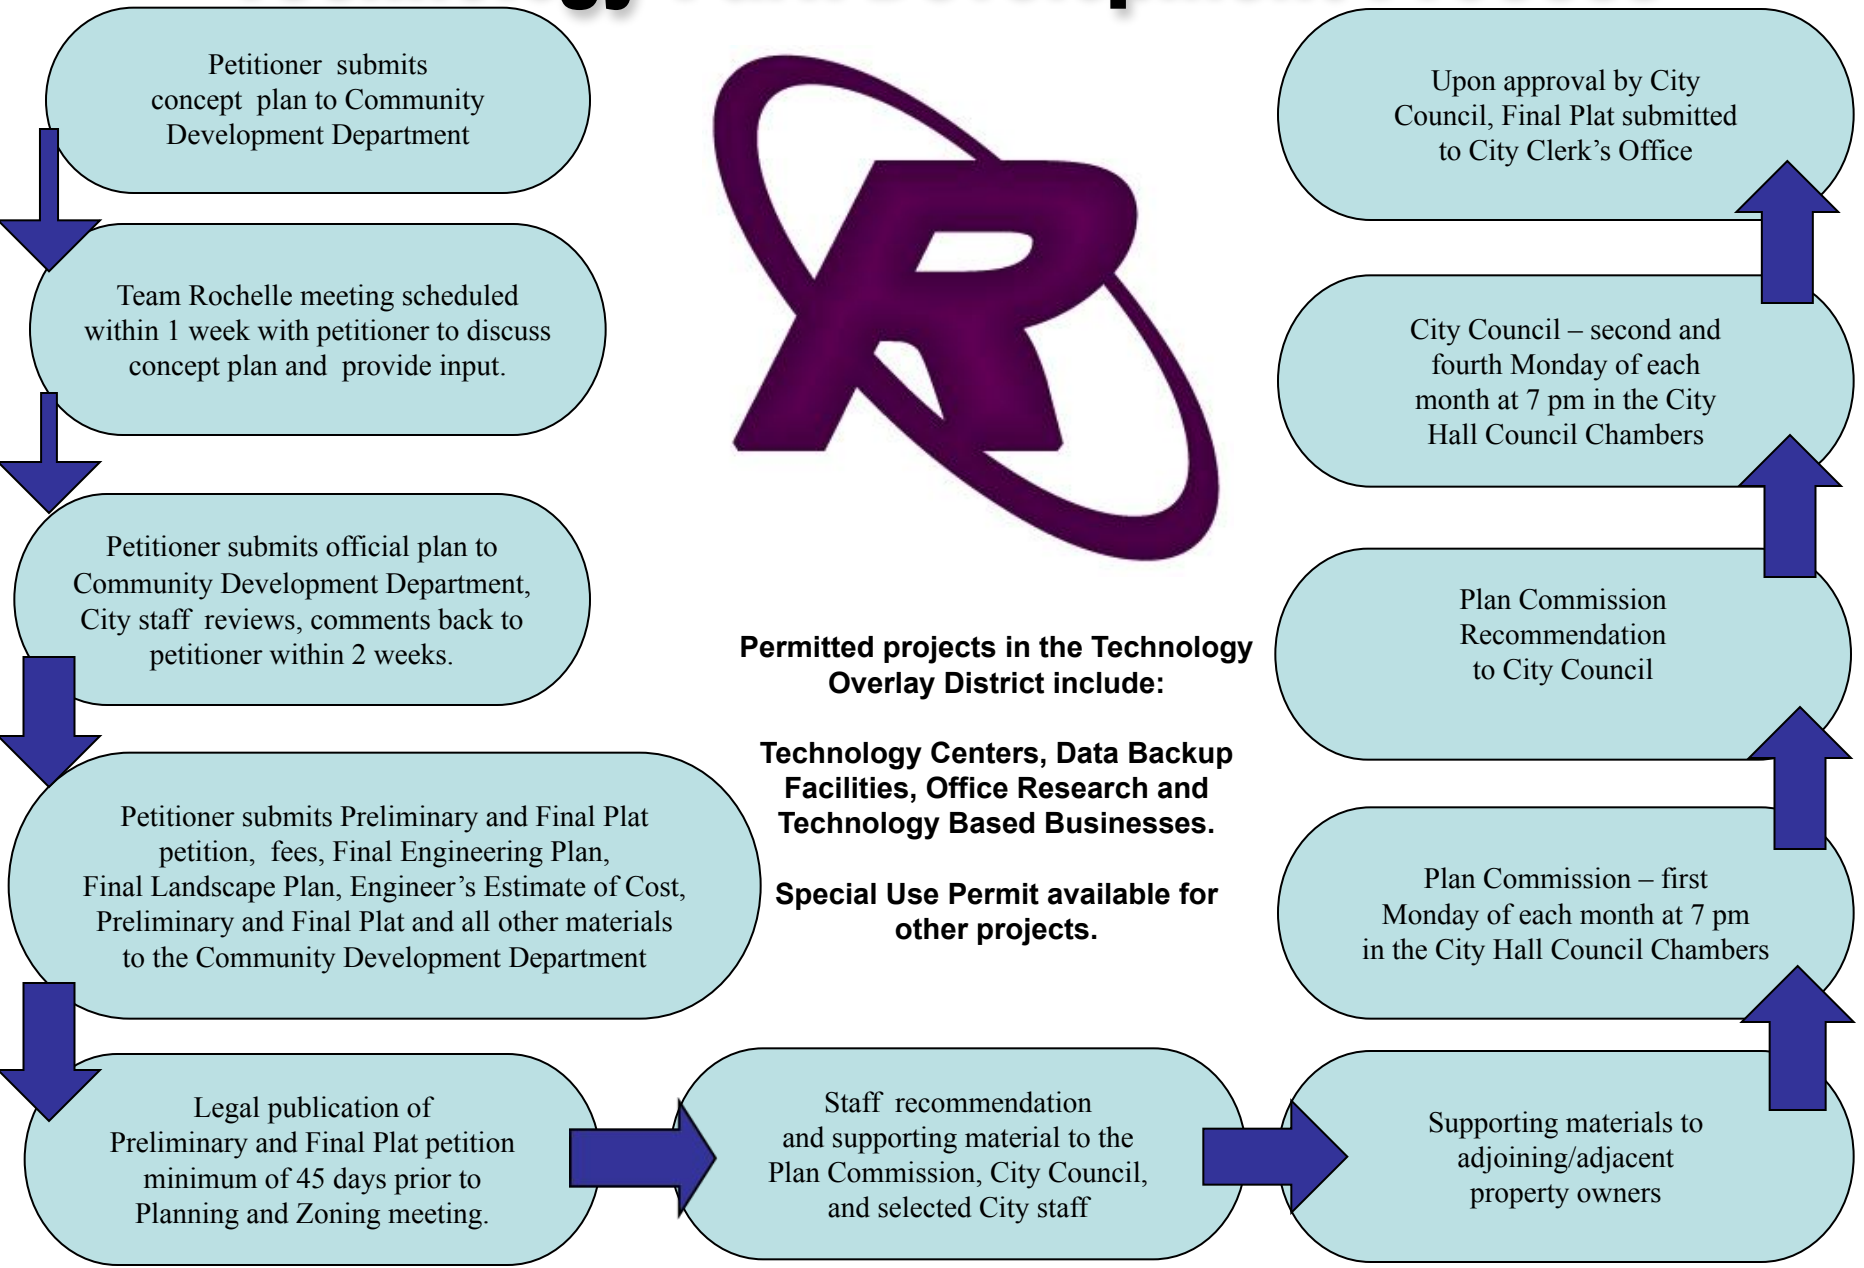 Petitioner submits
concept plan to Community
Development Department
Team Rochelle meeting scheduled
within 1 week with petitioner to discuss
concept plan and provide input.
Petitioner submits official plan to
Community Development Department,
City staff reviews, comments back to
petitioner within 2 weeks.
Petitioner submits Preliminary and Final Plat
petition, fees, Final Engineering Plan,
Final Landscape Plan, Engineer’s Estimate of Cost,
Preliminary and Final Plat and all other materials
to the Community Development Department
Legal publication of
Preliminary and Final Plat petition
minimum of 45 days prior to
Planning and Zoning meeting.
Staff recommendation
and supporting material to the
Plan Commission, City Council,
and selected City staff
Supporting materials to
adjoining/adjacent
property owners
Plan Commission – first
Monday of each month at 7 pm
in the City Hall Council Chambers
Plan Commission
Recommendation
to City Council
City Council – second and
fourth Monday of each
month at 7 pm in the City
Hall Council Chambers
Upon approval by City
Council, Final Plat submitted
to City Clerk’s Office
R
Permitted projects in the Technology
Overlay District include:
Technology Centers, Data Backup
Facilities, Office Research and
Technology Based Businesses.
Special Use Permit available for
other projects.